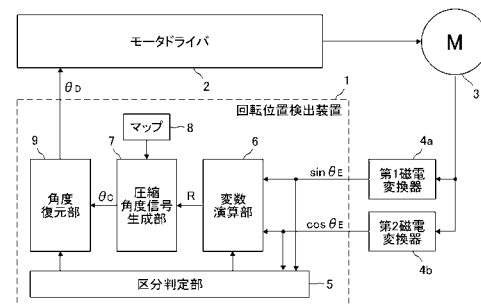 モータドライバ
2
M
3
θD
1
回転位置検出装置
マップ
8
9
角度
復元部
θC
7
圧縮
角度信号
生成部
R
6
変数
演算部
sinθE
cosθE
4a
第1磁電
変換器
第2磁電
変換器
4b
区分判定部
5